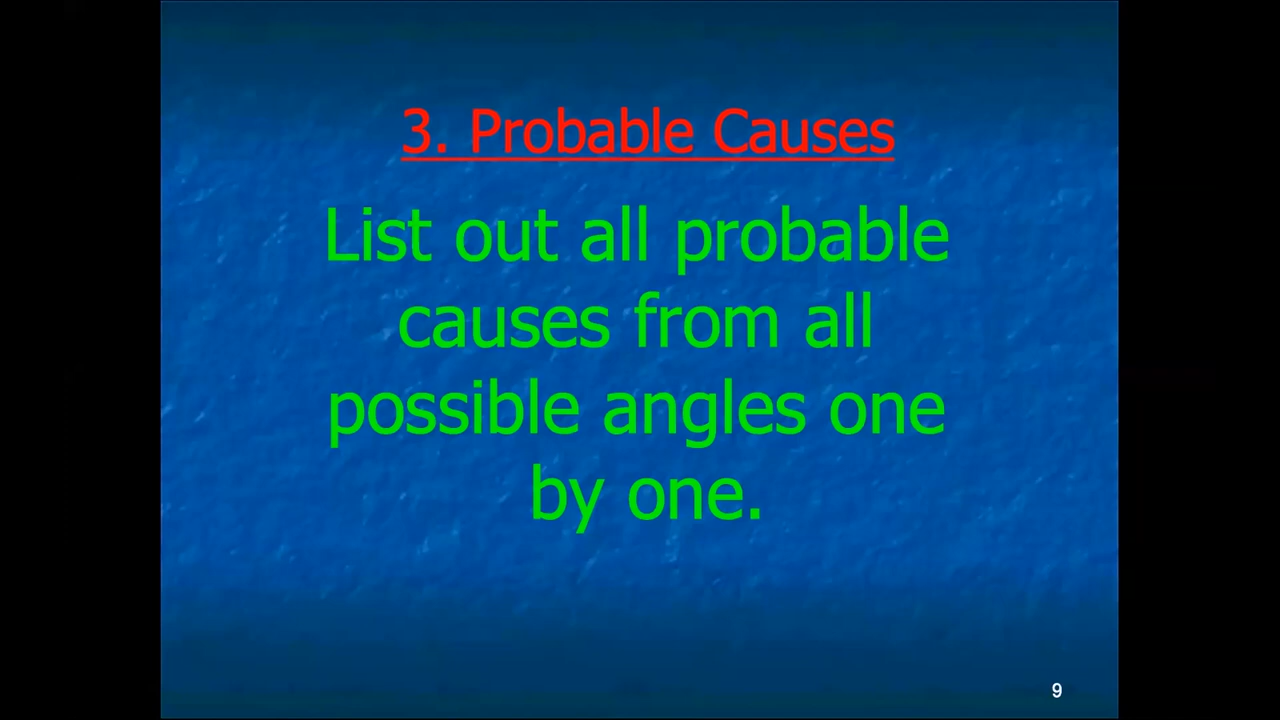 3. Probable Causes
List out all probable
causes from all
possible angles one
by one.
9